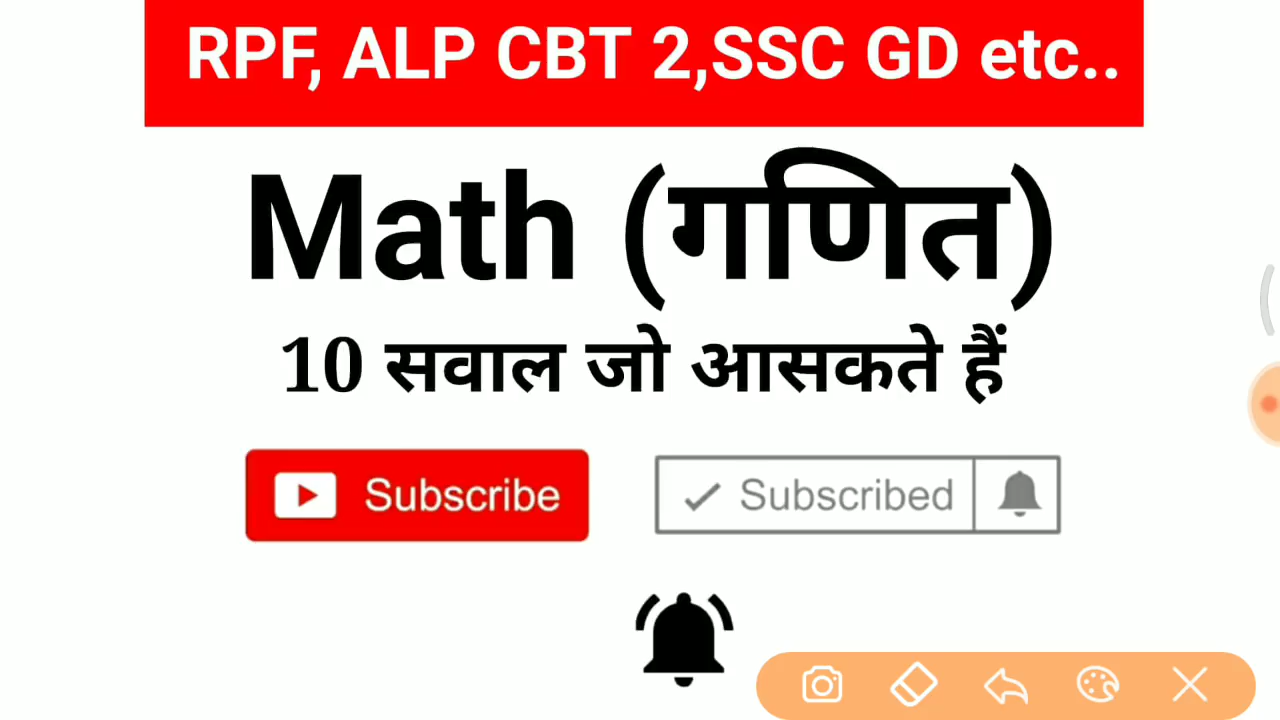 RPF, ALP CBT 2,SSC GD etc..
Math (गणित)
10 सवाल जो आसकते हैं
Subscribe
Subscribed